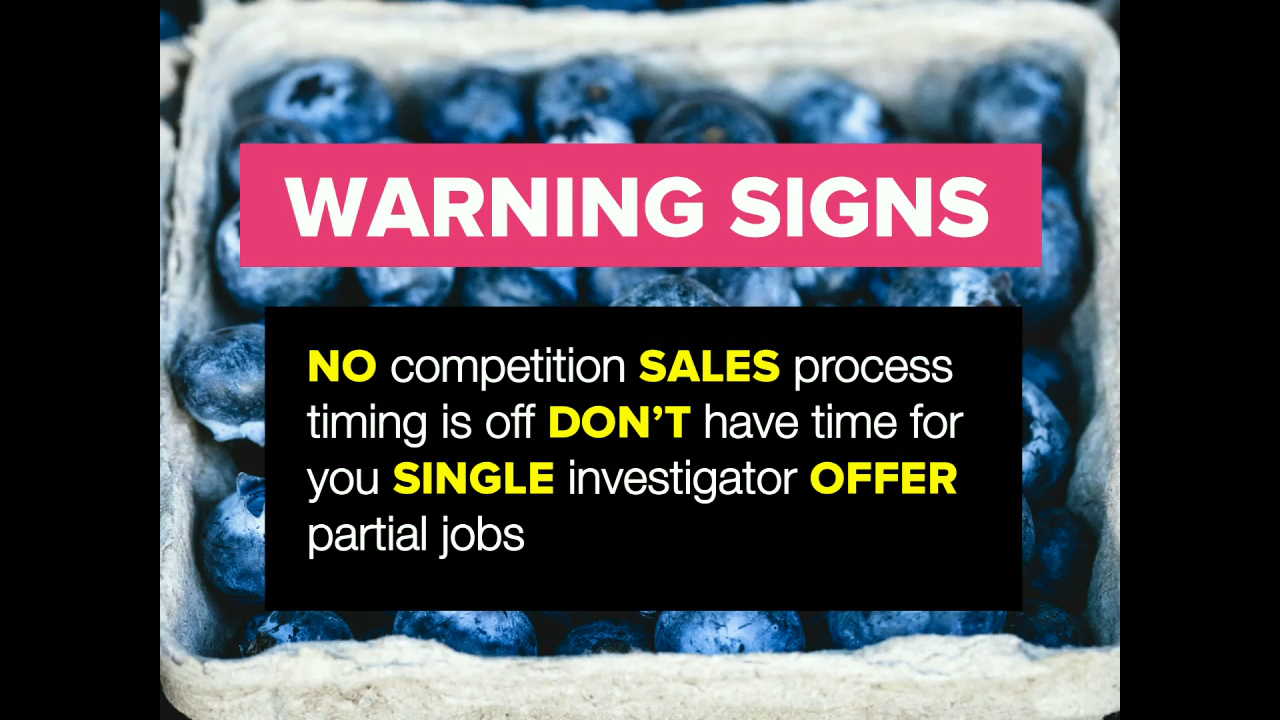 WARNING SIGNS
NO competition SALES process
timing is off DON’T have time for
you SINGLE investigator OFFER
partial jobs